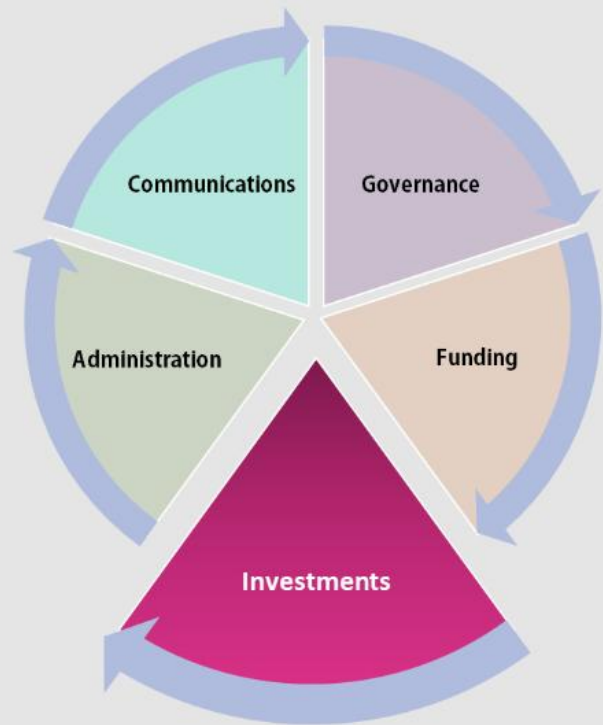 Communications
Governance
Administration
Funding
Investments